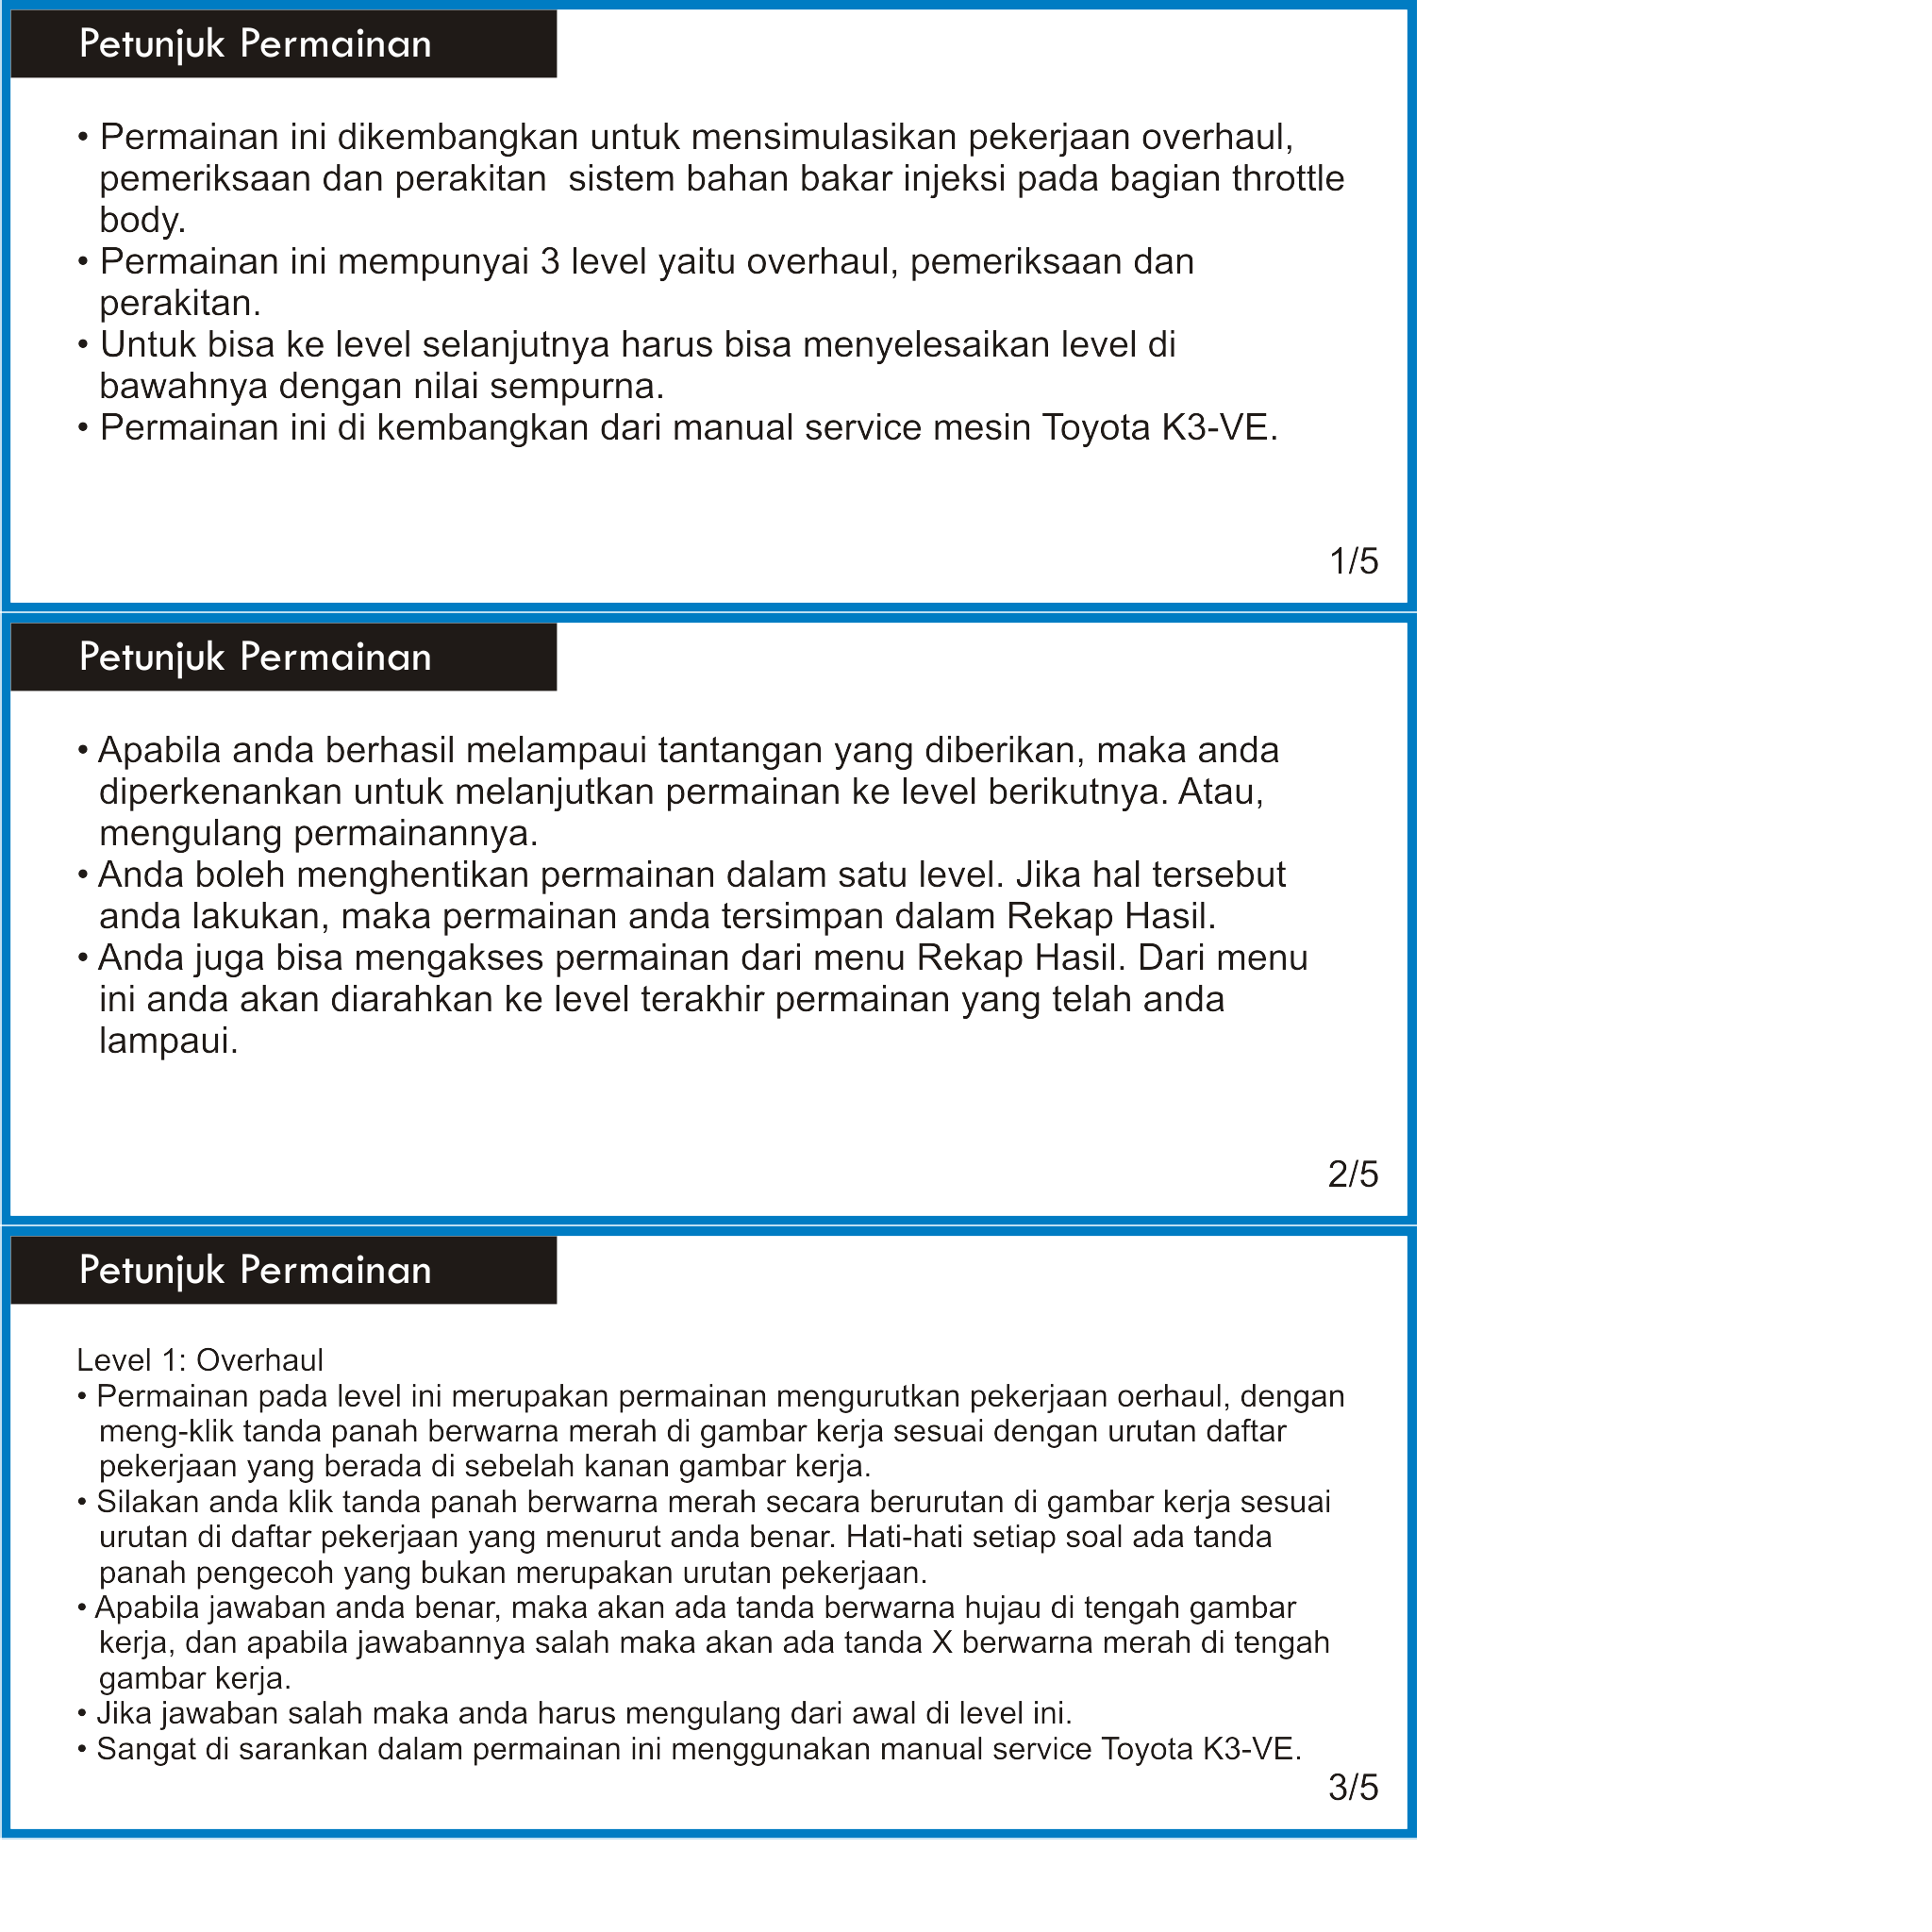 Petunjuk Permainan
• Permainan ini dikembangkan untuk mensimulasikan pekerjaan overhaul,
pemeriksaan dan perakitan  sistem bahan bakar injeksi pada bagian throttle
body.
• Permainan ini mempunyai 3 level yaitu overhaul, pemeriksaan dan
perakitan.
• Untuk bisa ke level selanjutnya harus bisa menyelesaikan level di
bawahnya dengan nilai sempurna.
• Permainan ini di kembangkan dari manual service mesin Toyota K3-VE.
1/5
Petunjuk Permainan
• Apabila anda berhasil melampaui tantangan yang diberikan, maka anda
diperkenankan untuk melanjutkan permainan ke level berikutnya. Atau,
mengulang permainannya.
• Anda boleh menghentikan permainan dalam satu level. Jika hal tersebut
anda lakukan, maka permainan anda tersimpan dalam Rekap Hasil.
• Anda juga bisa mengakses permainan dari menu Rekap Hasil. Dari menu
ini anda akan diarahkan ke level terakhir permainan yang telah anda
lampaui.
2/5
Petunjuk Permainan
Level 1: Overhaul
• Permainan pada level ini merupakan permainan mengurutkan pekerjaan oerhaul, dengan
meng-klik tanda panah berwarna merah di gambar kerja sesuai dengan urutan daftar
pekerjaan yang berada di sebelah kanan gambar kerja.
• Silakan anda klik tanda panah berwarna merah secara berurutan di gambar kerja sesuai
urutan di daftar pekerjaan yang menurut anda benar. Hati-hati setiap soal ada tanda
panah pengecoh yang bukan merupakan urutan pekerjaan.
• Apabila jawaban anda benar, maka akan ada tanda berwarna hujau di tengah gambar
kerja, dan apabila jawabannya salah maka akan ada tanda X berwarna merah di tengah
gambar kerja.
• Jika jawaban salah maka anda harus mengulang dari awal di level ini.
• Sangat di sarankan dalam permainan ini menggunakan manual service Toyota K3-VE.
3/5